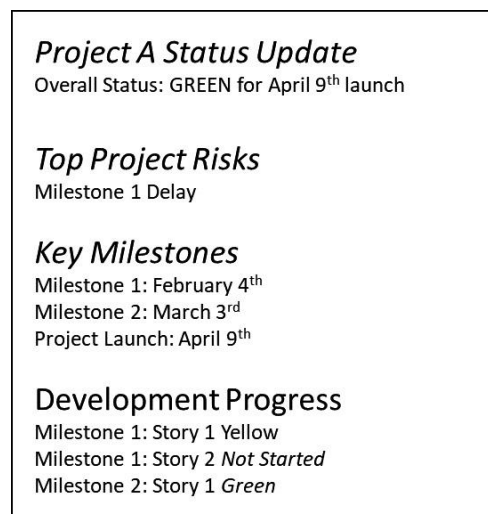 Project A Status Update
Overall Status: GREEN for April 9th launch
Top Project Risks
Milestone 1 Delay
Key Milestones
Milestone 1: February 4th
Milestone 2: March 3rd
Project Launch: April 9th
Development Progress
Milestone 1: Story 1 Yellow
Milestone 1: Story 2 Not Started
Milestone 2: Story 1 Green